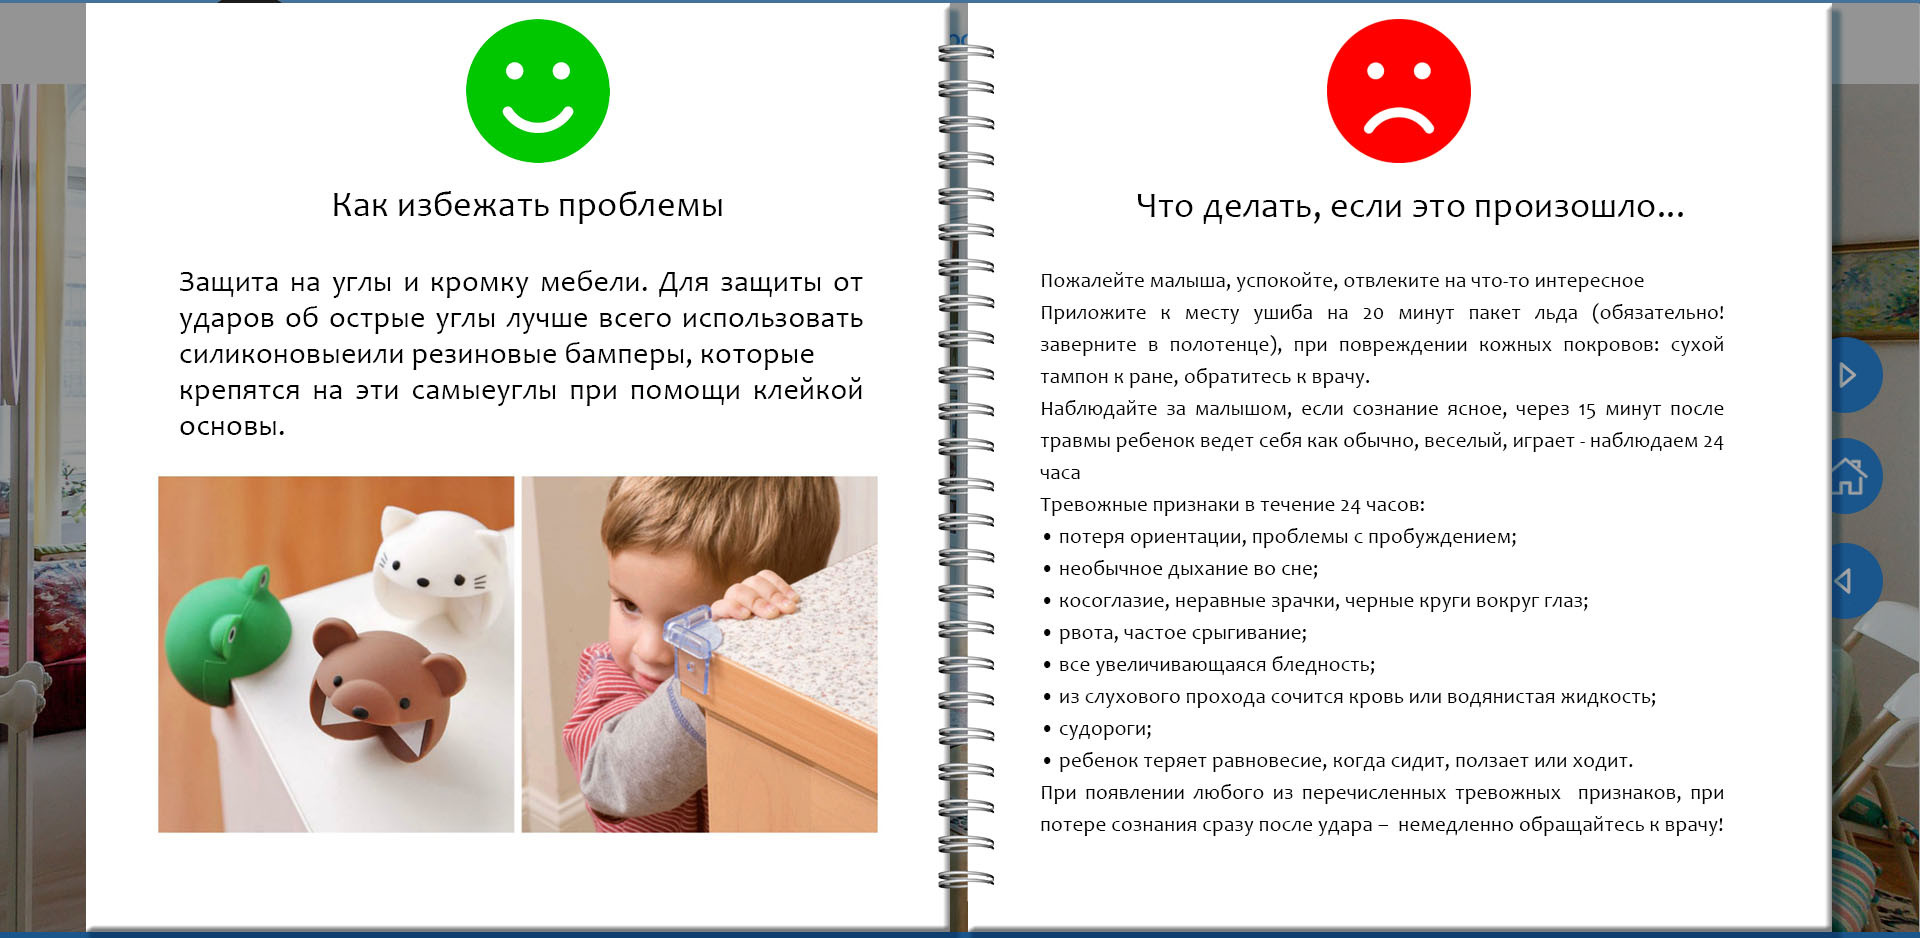 Как избежать проблемы
Защита на углы и кромку мебели. Для защиты от
ударов об острые углы лучше всего использовать
силиконовыеили резиновые бамперы, которые
крепятся на эти самыеуглы при помощи клейкой
основы.
Что делать, если это произошло...
Пожалейте малыша, успокойте, отвлеките на что-то интересное
Приложите к месту ушиба на 20 минут пакет льда (обязательно!
заверните в полотенце), при повреждении кожных покровов: сухой
тампон к ране, обратитесь к врачу.
Наблюдайте за малышом, если сознание ясное, через 15 минут после
травмы ребенок ведет себя как обычно, веселый, играет - наблюдаем 24
часа
Тревожные признаки в течение 24 часов:
• потеря ориентации, проблемы с пробуждением;
• необычное дыхание во сне;
• косоглазие, неравные зрачки, черные круги вокруг глаз;
• рвота, частое срыгивание;
• все увеличивающаяся бледность;
• из слухового прохода сочится кровь или водянистая жидкость;
• судороги;
• ребенок теряет равновесие, когда сидит, ползает или ходит.
При появлении любого из перечисленных тревожных признаков, при
потере сознания сразу после удара – немедленно обращайтесь к врачу!